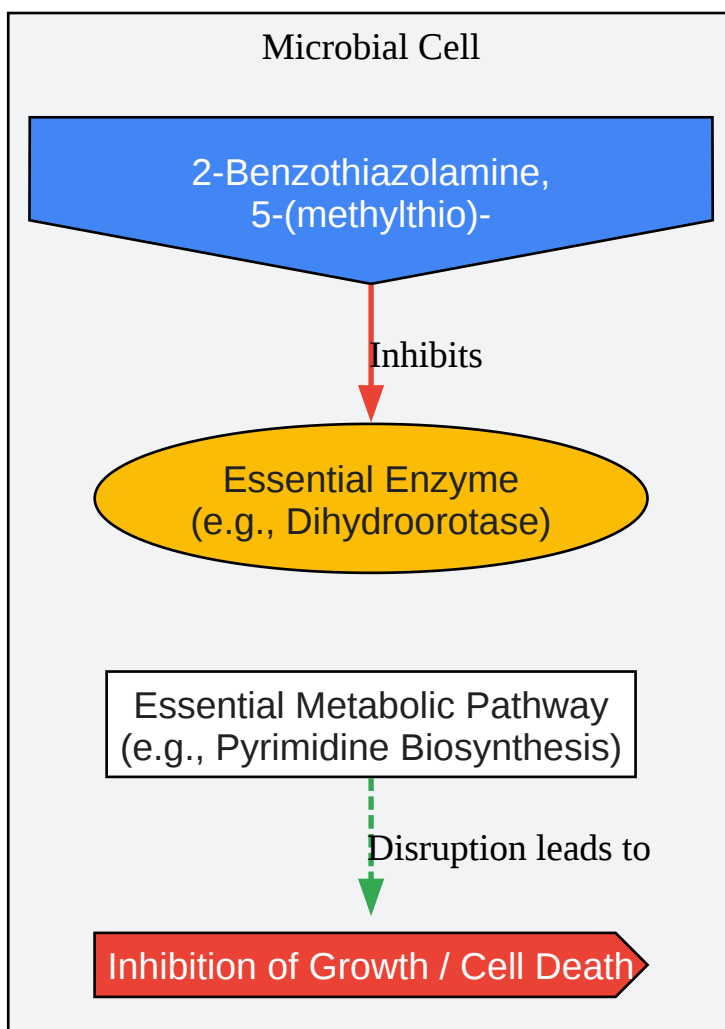 Microbial Cell
2-Benzothiazolamine,
5-(methylthio)-
Inhibits
Essential Enzyme
(e.g., Dihydroorotase)
Essential Metabolic Pathway
(e.g., Pyrimidine Biosynthesis)
Disruption leads to
Inhibition of Growth / Cell Death